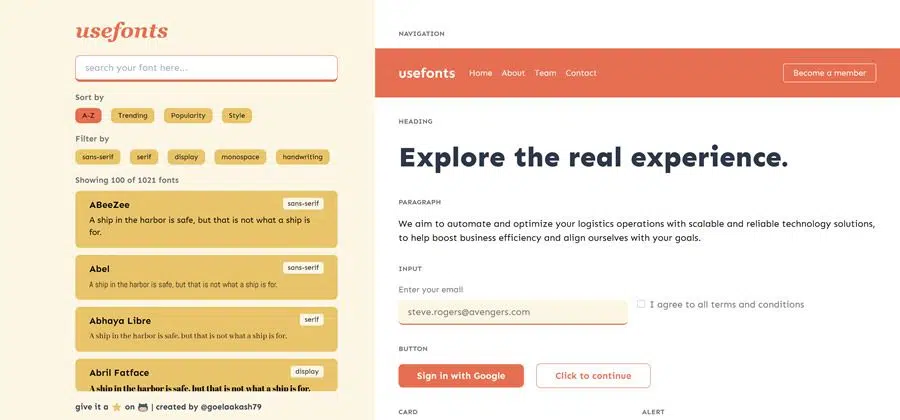 usefonts
search your font here...
Sort by
A-Z Trending Popularity Style
Filter by
sans-serif serif display monospace handwriting
Showing 100 of 1021 fonts
ABeeZee sans-serif
A ship in the harbor is safe, but that is not what a ship is
for.
Abel sans-serif
A ship in the harbor is safe, but that is not what a ship is for.
Abhaya Libre serif
A ship in the harbor is safe, but that is not what a ship is for.
Abril Fatface display
A ship in the harbor is safe, but that is not what a ship is for.
give it a ⭐ on | created by @goelaakash79
NAVIGATION
usefonts Home About Team Contact Become a member
HEADING
Explore the real experience.
PARAGRAPH
We aim to automate and optimize your logistics operations with scalable and reliable technology solutions,
to help boost business efficiency and align ourselves with your goals.
INPUT
Enter your email
steve.rogers@avengers.com
I agree to all terms and conditions
BUTTON
Sign in with Google Click to continue
CARD ALERT